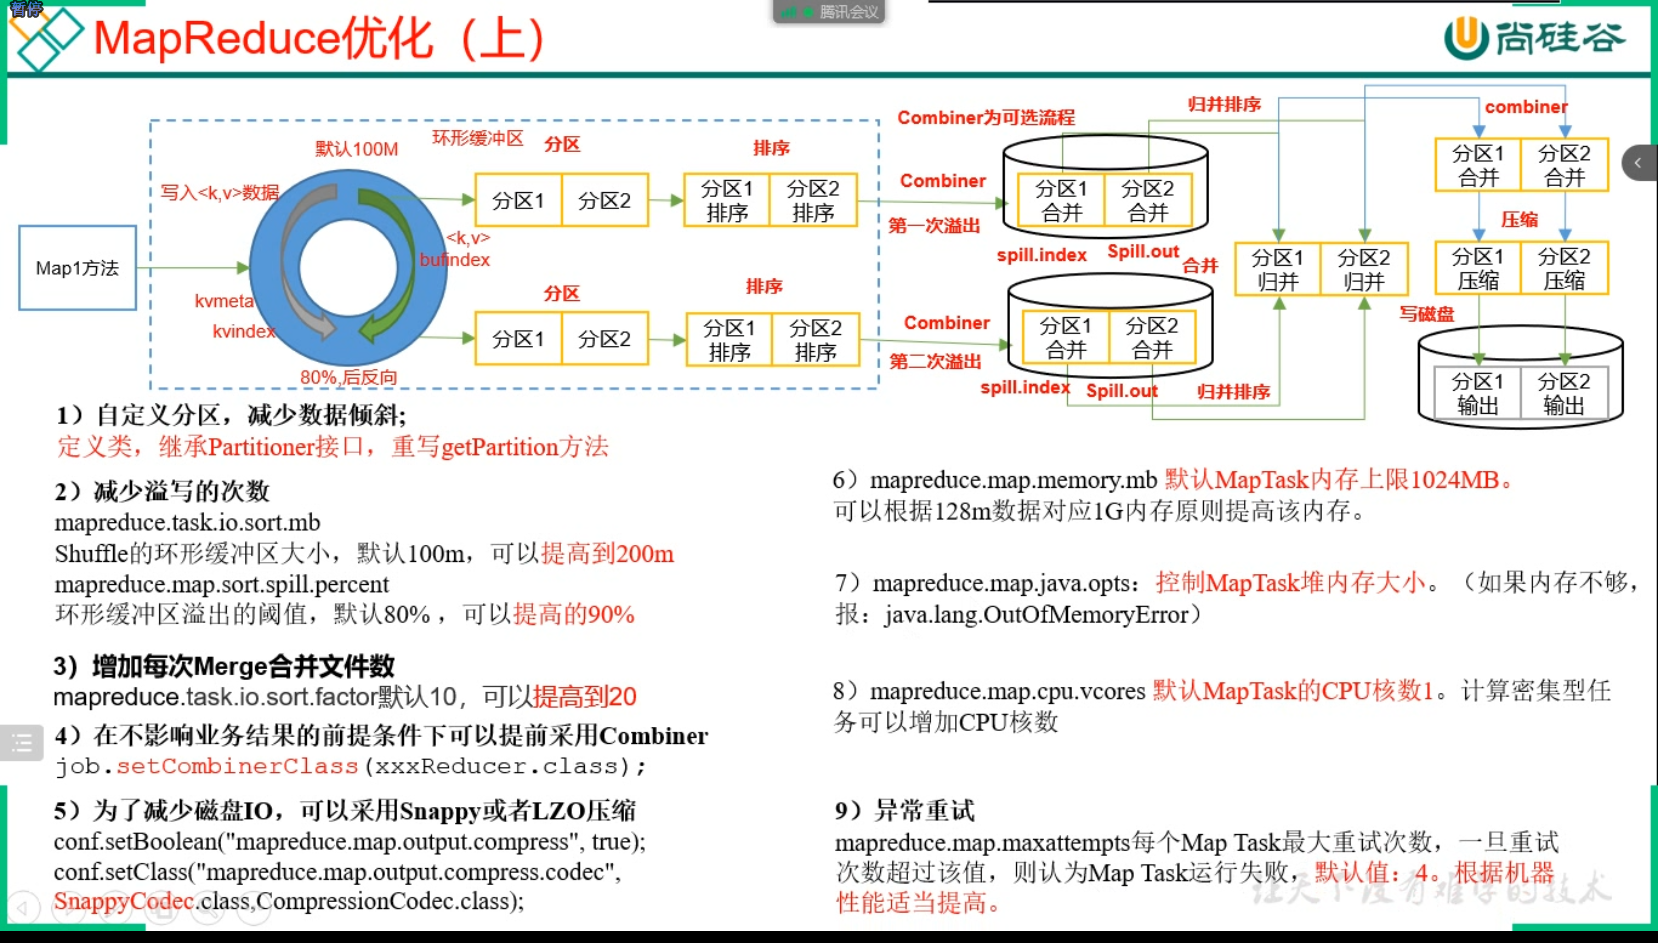 暂停
腾讯会议
MapReduce优化（上）
尚硅谷
Map1方法
默认100M
环形缓冲区
写入<k,v>数据
<k,v>
bufindex
kvmeta
kvindex
80%,后反向
分区
分区1 分区2
排序
分区1 分区2
排序 排序
Combiner为可选流程
Combiner
第一次溢出
分区1 分区2
合并 合并
spill.index Spill.out
分区
分区1 分区2
排序
分区1 分区2
排序 排序
Combiner
第二次溢出
分区1 分区2
合并 合并
spill.index Spill.out
归并排序
合并
分区1 分区2
归并 归并
归并排序
combiner
分区1 分区2
合并 合并
压缩
分区1 分区2
压缩 压缩
写磁盘
分区1 分区2
输出 输出
1）自定义分区，减少数据倾斜;
定义类，继承Partitioner接口，重写getPartition方法
2）减少溢写的次数
mapreduce.task.io.sort.mb
Shuffle的环形缓冲区大小，默认100m，可以提高到200m
mapreduce.map.sort.spill.percent
环形缓冲区溢出的阈值，默认80% ，可以提高的90%
3）增加每次Merge合并文件数
mapreduce.task.io.sort.factor默认10，可以提高到20
4）在不影响业务结果的前提条件下可以提前采用Combiner
job.setCombinerClass(xxxReducer.class);
5）为了减少磁盘IO，可以采用Snappy或者LZO压缩
conf.setBoolean("mapreduce.map.output.compress", true);
conf.setClass("mapreduce.map.output.compress.codec",
SnappyCodec.class,CompressionCodec.class);
6）mapreduce.map.memory.mb 默认MapTask内存上限1024MB。
可以根据128m数据对应1G内存原则提高该内存。
7）mapreduce.map.java.opts：控制MapTask堆内存大小。（如果内存不够，
报：java.lang.OutOfMemoryError）
8）mapreduce.map.cpu.vcores 默认MapTask的CPU核数1。计算密集型任
务可以增加CPU核数
9）异常重试
mapreduce.map.maxattempts每个Map Task最大重试次数，一旦重试
次数超过该值，则认为Map Task运行失败，默认值：4。根据机器
性能适当提高。
让天下没有难学的技术